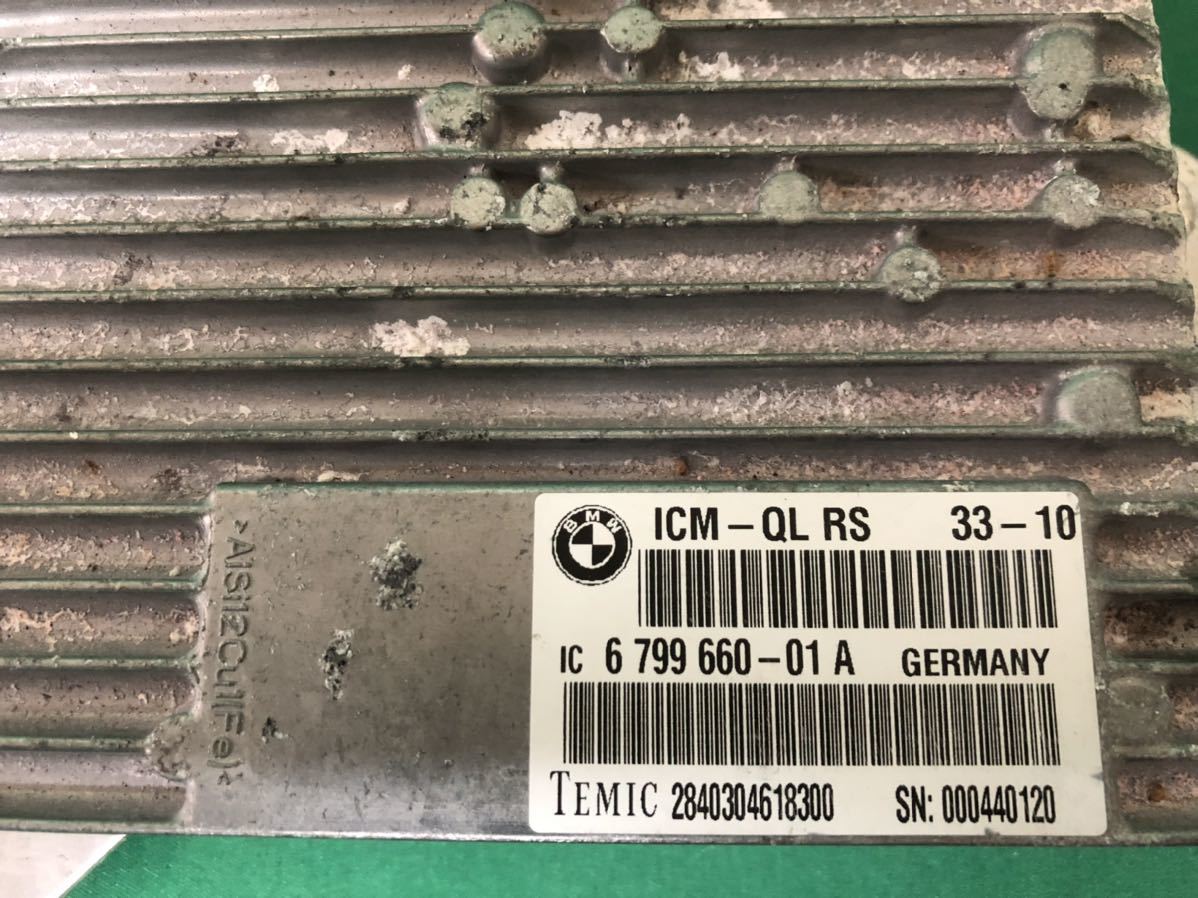 BMW
ICM-QL RS 33-10
IC 6 799 660-01 A GERMANY
TEMIC 2840304618300 SN: 000440120
>AlSi12Cu1(Fe)<